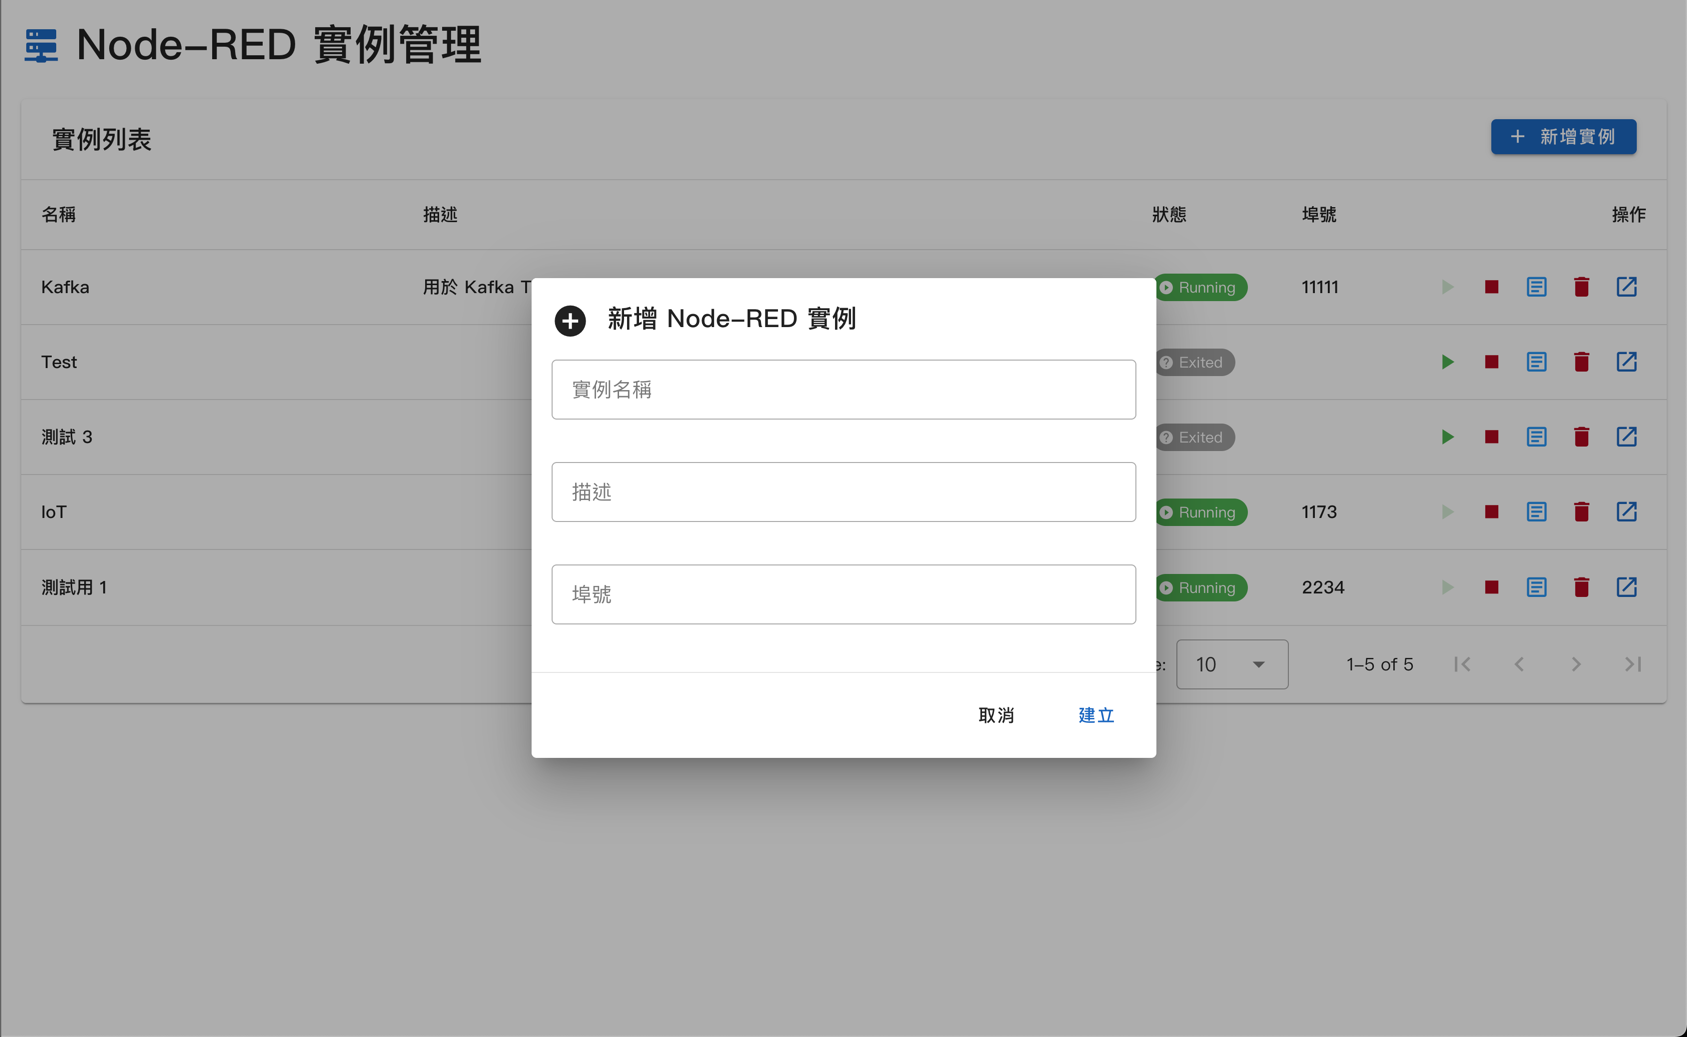 Node-RED 實例管理
實例列表
+ 新增實例
名稱 描述 狀態 埠號 操作
Kafka 用於 Kafka T Running 11111
Test Exited
測試 3 Exited
IoT Running 1173
測試用 1 Running 2234
e: 10 1-5 of 5
新增 Node-RED 實例
實例名稱
描述
埠號
取消 建立